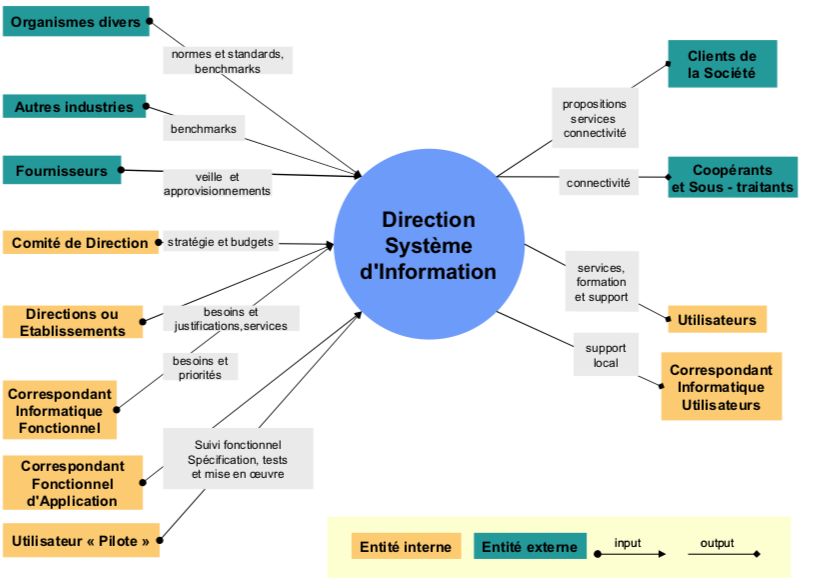 Organismes divers
normes et standards,
benchmarks
Autres industries
benchmarks
Fournisseurs
veille et
approvisionnements
Comité de Direction
stratégie et budgets
Directions ou
Etablissements
besoins et
justifications,services
besoins et
priorités
Correspondant
Informatique
Fonctionnel
Correspondant
Fonctionnel
d'Application
Suivi fonctionnel
Spécification, tests
et mise en œuvre
Utilisateur « Pilote »
Direction
Système
d'Information
Clients de
la Société
propositions
services
connectivité
Coopérants
et Sous - traitants
connectivité
services,
formation
et support
Utilisateurs
support
local
Correspondant
Informatique
Utilisateurs
Entité interne
Entité externe
input
output